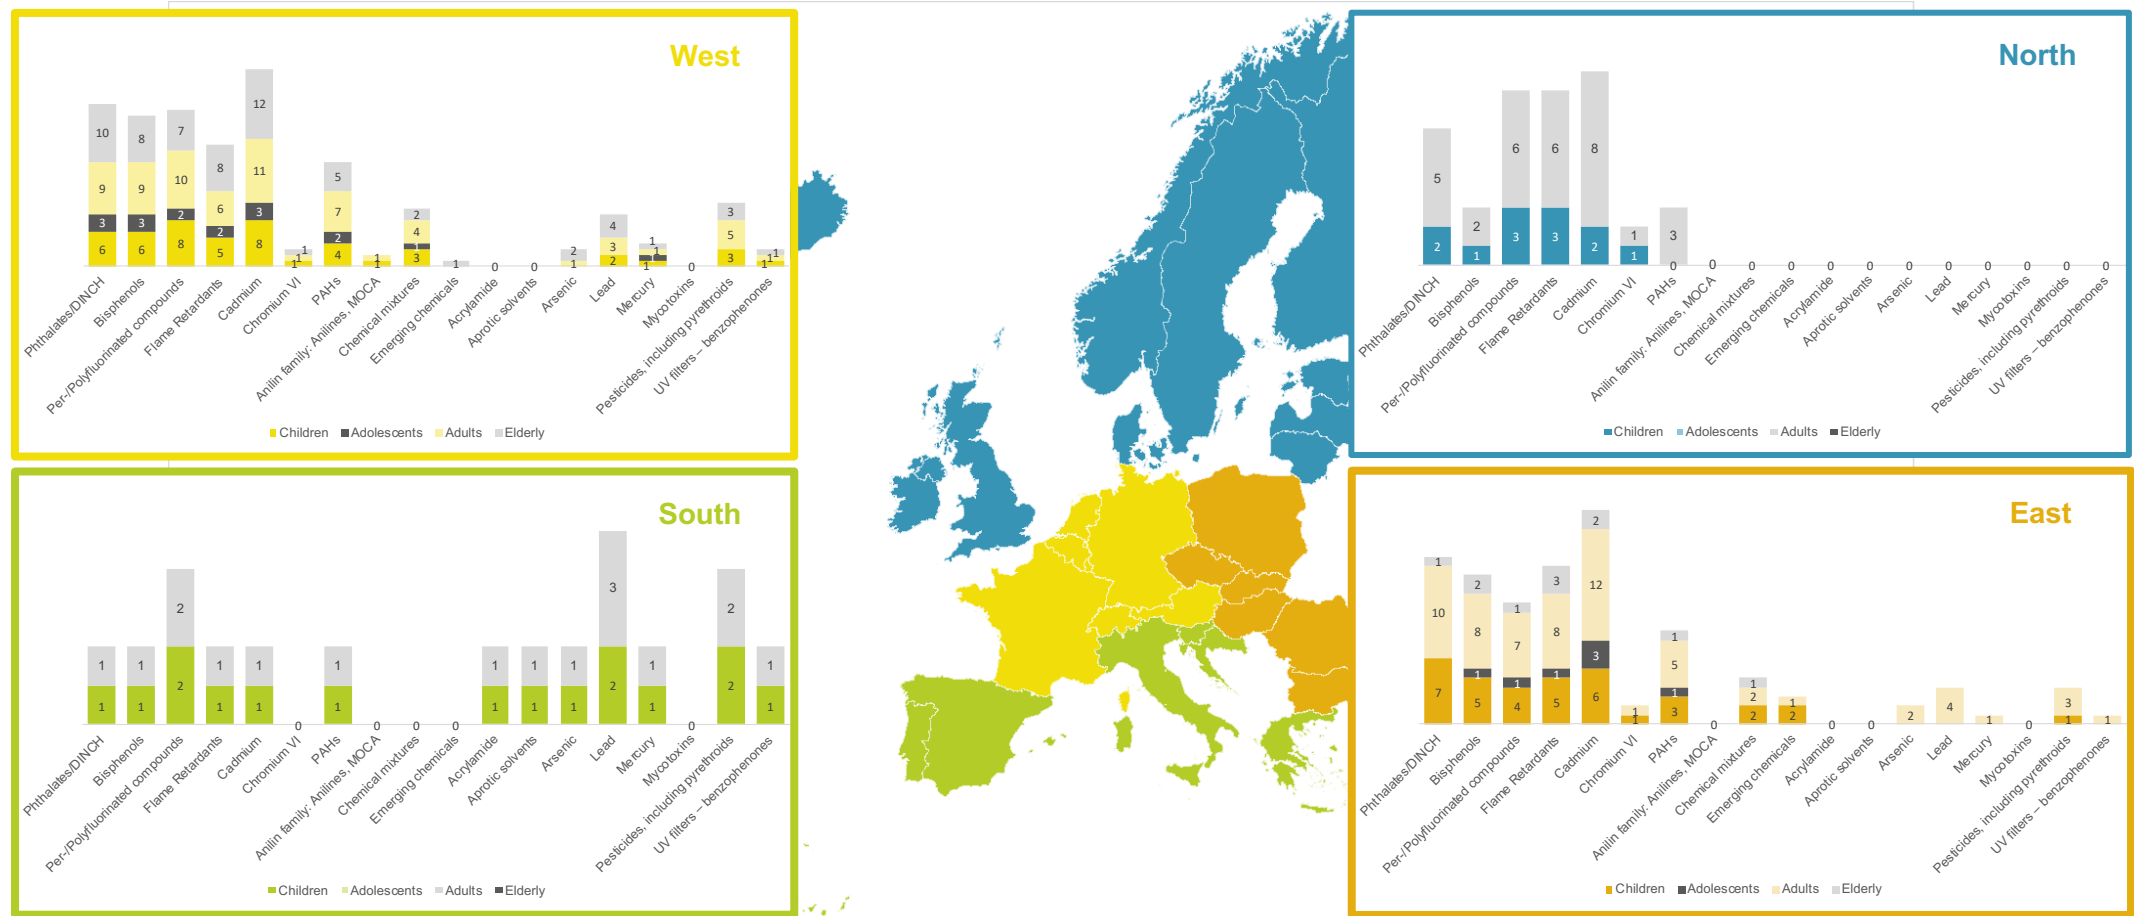 West
12
10
8
7
8
11
9
9
10
6
5
7
3
3
3
2
2
2
6
6
8
5
8
4
1
1
1
1
1
2
4
1
3
1
0
0
2
1
4
3
2
1
1
1
0
3
5
3
1
1
1
Phthalates/DINCH
Bisphenols
Per-/Polyfluorinated compounds
Flame Retardants
Cadmium
Chromium VI
PAHs
Anilin family: Anilines, MOCA
Chemical mixtures
Emerging chemicals
Acrylamide
Aprotic solvents
Arsenic
Lead
Mercury
Mycotoxins
Pesticides, including pyrethroids
UV filters – benzophenones
Children Adolescents Adults Elderly
North
5
2
6
6
8
1
3
2
1
3
3
2
1
0
0
0
0
0
0
0
0
0
0
0
0
Phthalates/DINCH
Bisphenols
Per-/Polyfluorinated compounds
Flame Retardants
Cadmium
Chromium VI
PAHs
Anilin family: Anilines, MOCA
Chemical mixtures
Emerging chemicals
Acrylamide
Aprotic solvents
Arsenic
Lead
Mercury
Mycotoxins
Pesticides, including pyrethroids
UV filters – benzophenones
Children Adolescents Adults Elderly
South
1
1
2
1
1
1
1
1
1
3
1
2
1
1
1
2
1
1
0
1
0
0
0
1
1
1
2
1
0
2
1
Phthalates/DINCH
Bisphenols
Per-/Polyfluorinated compounds
Flame Retardants
Cadmium
Chromium VI
PAHs
Anilin family: Anilines, MOCA
Chemical mixtures
Emerging chemicals
Acrylamide
Aprotic solvents
Arsenic
Lead
Mercury
Mycotoxins
Pesticides, including pyrethroids
UV filters – benzophenones
Children Adolescents Adults Elderly
East
1
2
1
3
2
1
1
10
8
7
8
12
1
5
2
1
1
1
1
3
1
7
5
4
5
6
1
3
0
2
2
0
0
2
4
1
0
3
1
1
Phthalates/DINCH
Bisphenols
Per-/Polyfluorinated compounds
Flame Retardants
Cadmium
Chromium VI
PAHs
Anilin family: Anilines, MOCA
Chemical mixtures
Emerging chemicals
Acrylamide
Aprotic solvents
Arsenic
Lead
Mercury
Mycotoxins
Pesticides, including pyrethroids
UV filters – benzophenones
Children Adolescents Adults Elderly